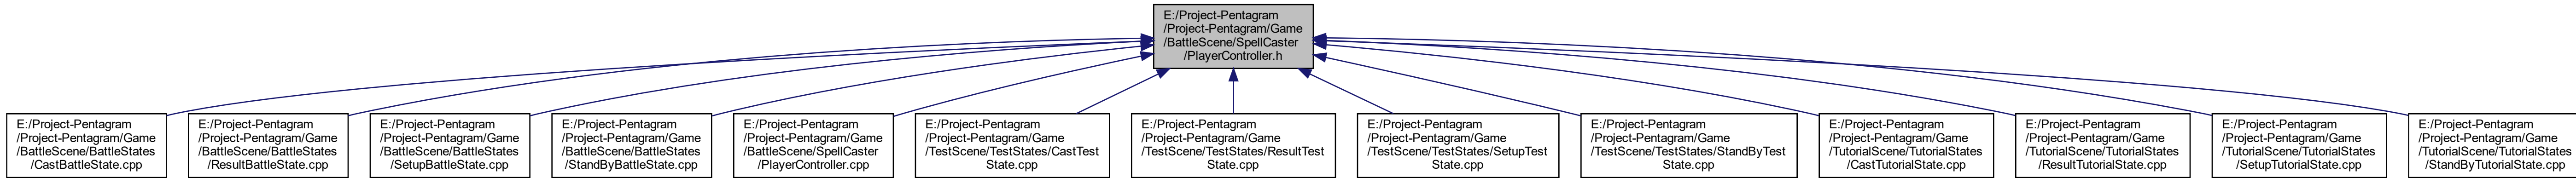 E:/Project-Pentagram
/Project-Pentagram/Game
/BattleScene/SpellCaster
/PlayerController.h
E:/Project-Pentagram
/Project-Pentagram/Game
/BattleScene/BattleStates
/CastBattleState.cpp
E:/Project-Pentagram
/Project-Pentagram/Game
/BattleScene/BattleStates
/ResultBattleState.cpp
E:/Project-Pentagram
/Project-Pentagram/Game
/BattleScene/BattleStates
/SetupBattleState.cpp
E:/Project-Pentagram
/Project-Pentagram/Game
/BattleScene/BattleStates
/StandByBattleState.cpp
E:/Project-Pentagram
/Project-Pentagram/Game
/BattleScene/SpellCaster
/PlayerController.cpp
E:/Project-Pentagram
/Project-Pentagram/Game
/TestScene/TestStates/CastTest
State.cpp
E:/Project-Pentagram
/Project-Pentagram/Game
/TestScene/TestStates/ResultTest
State.cpp
E:/Project-Pentagram
/Project-Pentagram/Game
/TestScene/TestStates/SetupTest
State.cpp
E:/Project-Pentagram
/Project-Pentagram/Game
/TestScene/TestStates/StandByTest
State.cpp
E:/Project-Pentagram
/Project-Pentagram/Game
/TutorialScene/TutorialStates
/CastTutorialState.cpp
E:/Project-Pentagram
/Project-Pentagram/Game
/TutorialScene/TutorialStates
/ResultTutorialState.cpp
E:/Project-Pentagram
/Project-Pentagram/Game
/TutorialScene/TutorialStates
/SetupTutorialState.cpp
E:/Project-Pentagram
/Project-Pentagram/Game
/TutorialScene/TutorialStates
/StandByTutorialState.cpp